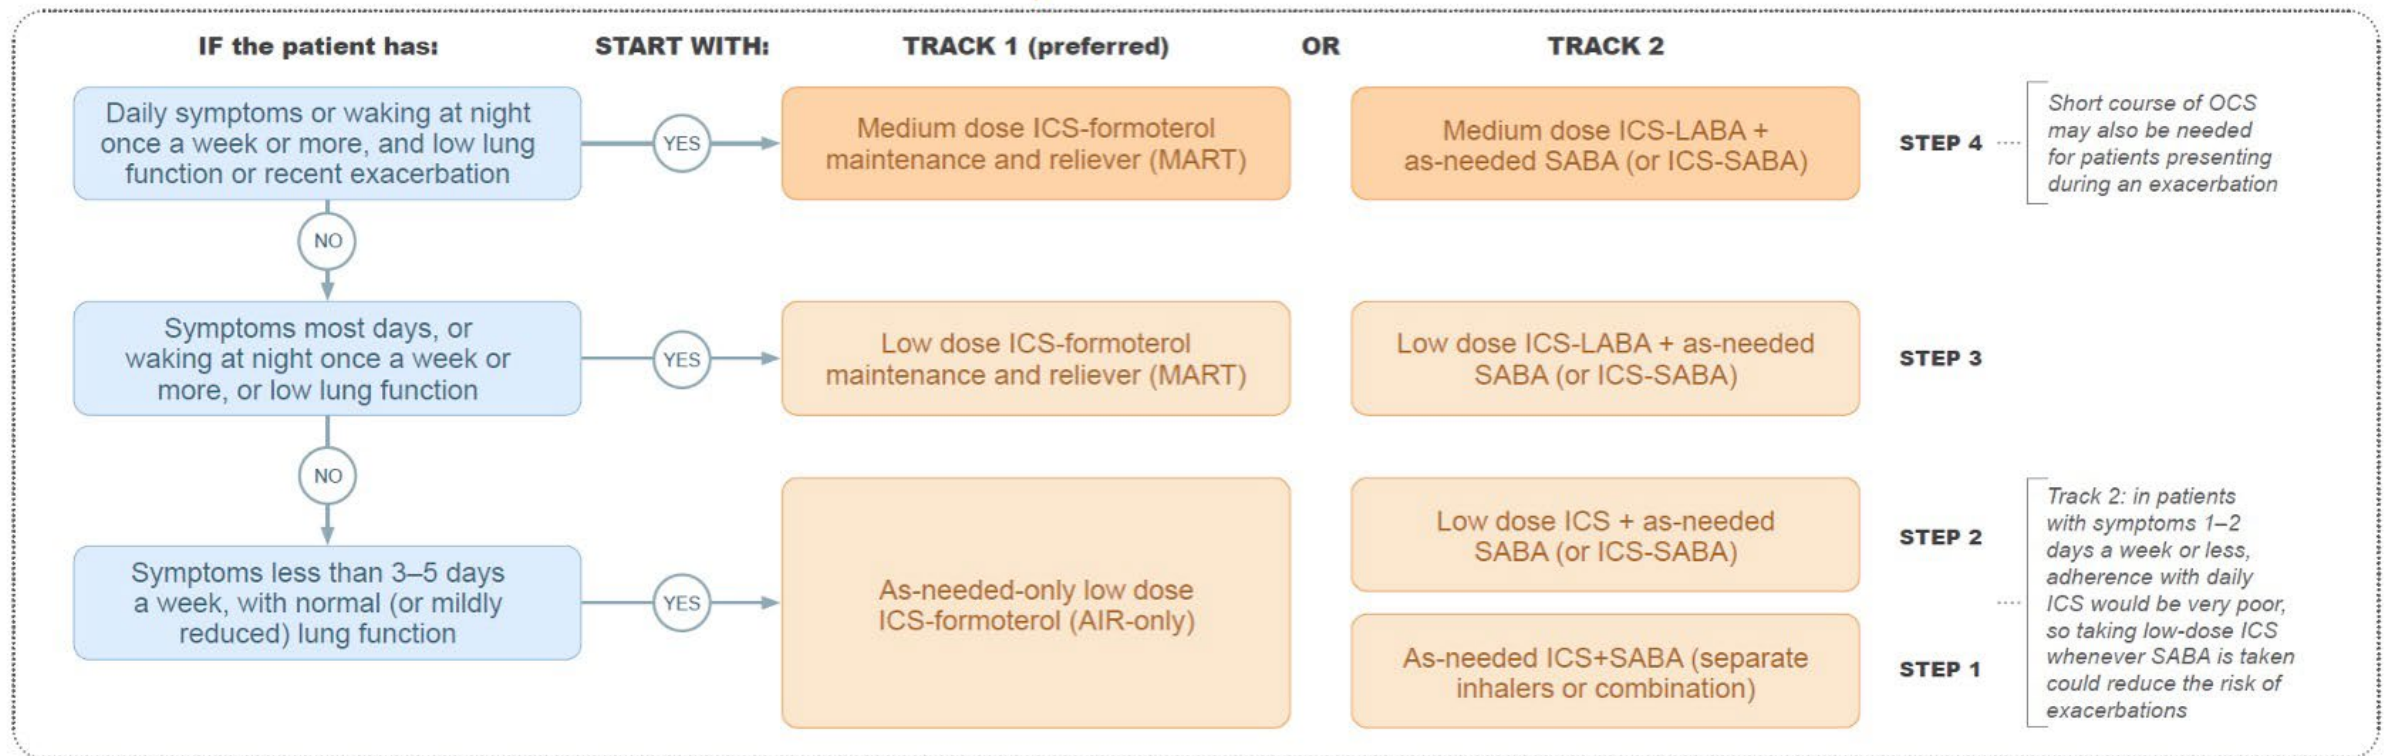 IF the patient has:
START WITH:
TRACK 1 (preferred)
OR
TRACK 2
Daily symptoms or waking at night
once a week or more, and low lung
function or recent exacerbation
YES
Medium dose ICS-formoterol
maintenance and reliever (MART)
Medium dose ICS-LABA +
as-needed SABA (or ICS-SABA)
STEP 4
Short course of OCS
may also be needed
for patients presenting
during an exacerbation
NO
Symptoms most days, or
waking at night once a week or
more, or low lung function
YES
Low dose ICS-formoterol
maintenance and reliever (MART)
Low dose ICS-LABA + as-needed
SABA (or ICS-SABA)
STEP 3
NO
Symptoms less than 3–5 days
a week, with normal (or mildly
reduced) lung function
YES
As-needed-only low dose
ICS-formoterol (AIR-only)
Low dose ICS + as-needed
SABA (or ICS-SABA)
STEP 2
As-needed ICS+SABA (separate
inhalers or combination)
STEP 1
Track 2: in patients
with symptoms 1–2
days a week or less,
adherence with daily
ICS would be very poor,
so taking low-dose ICS
whenever SABA is taken
could reduce the risk of
exacerbations